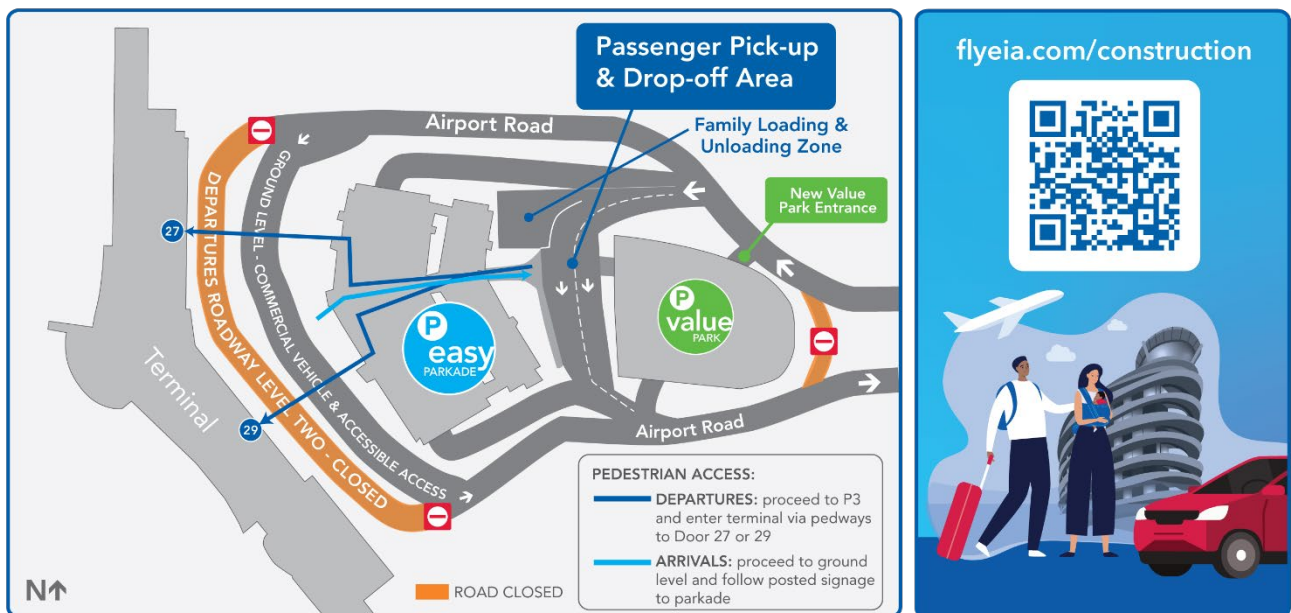 Passenger Pick-up
& Drop-off Area
Airport Road
Family Loading &
Unloading Zone
New Value
Park Entrance
GROUND LEVEL - COMMERCIAL VEHICLE & ACCESSIBLE ACCESS
DEPARTURES ROADWAY LEVEL TWO - CLOSED
27
P
easy
PARKADE
P
value
PARK
Terminal
29
Airport Road
PEDESTRIAN ACCESS:
DEPARTURES: proceed to P3
and enter terminal via pedways
to Door 27 or 29
ARRIVALS: proceed to ground
level and follow posted signage
to parkade
N
ROAD CLOSED
flyeia.com/construction